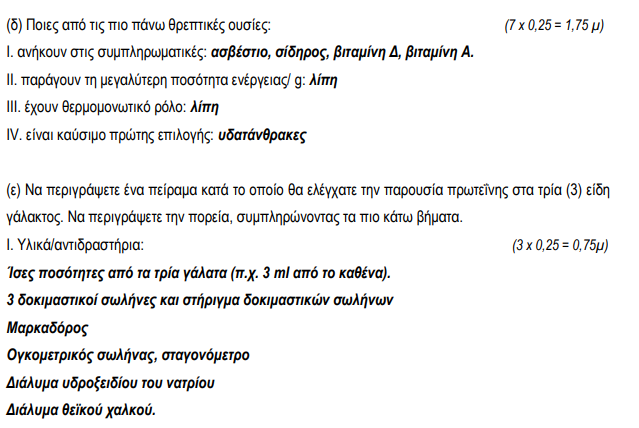 (δ) Ποιες από τις πιο πάνω θρεπτικές ουσίες: (7 x 0,25 = 1,75 μ)
I. ανήκουν στις συμπληρωματικές: ασβέστιο, σίδηρος, βιταμίνη Δ, βιταμίνη Α.
II. παράγουν τη μεγαλύτερη ποσότητα ενέργειας/ g: λίπη
III. έχουν θερμομονωτικό ρόλο: λίπη
IV. είναι καύσιμο πρώτης επιλογής: υδατάνθρακες
(ε) Να περιγράψετε ένα πείραμα κατά το οποίο θα ελέγχατε την παρουσία πρωτεΐνης στα τρία (3) είδη
γάλακτος. Να περιγράψετε την πορεία, συμπληρώνοντας τα πιο κάτω βήματα.
I. Υλικά/αντιδραστήρια: (3 x 0,25 = 0,75μ)
Ίσες ποσότητες από τα τρία γάλατα (π.χ. 3 ml από το καθένα).
3 δοκιμαστικοί σωλήνες και στήριγμα δοκιμαστικών σωλήνων
Μαρκαδόρος
Ογκομετρικός σωλήνας, σταγονόμετρο
Διάλυμα υδροξειδίου του νατρίου
Διάλυμα θεϊκού χαλκού.